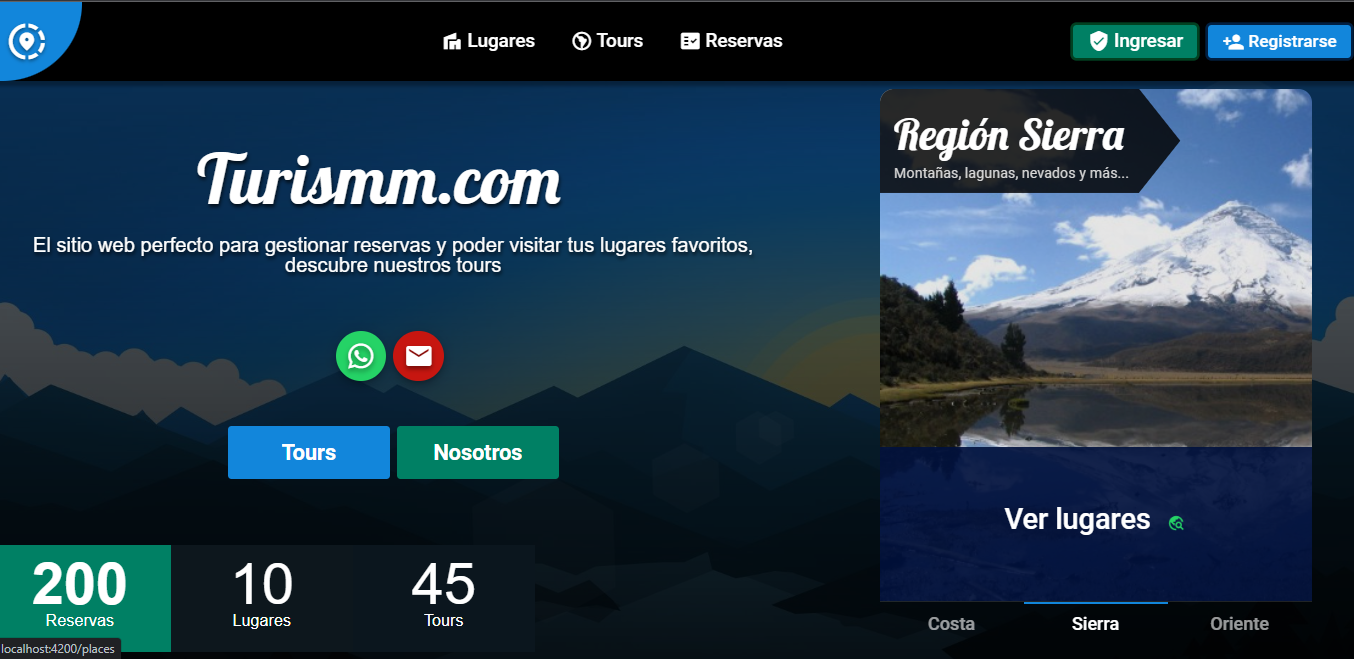 Lugares
Tours
Reservas
Ingresar
Registrarse
Turismm.com
El sitio web perfecto para gestionar reservas y poder visitar tus lugares favoritos,
descubre nuestros tours
Tours
Nosotros
200
Reservas
10
Lugares
45
Tours
localhost:4200/places
Región Sierra
Montañas, lagunas, nevados y más...
Ver lugares
Costa
Sierra
Oriente